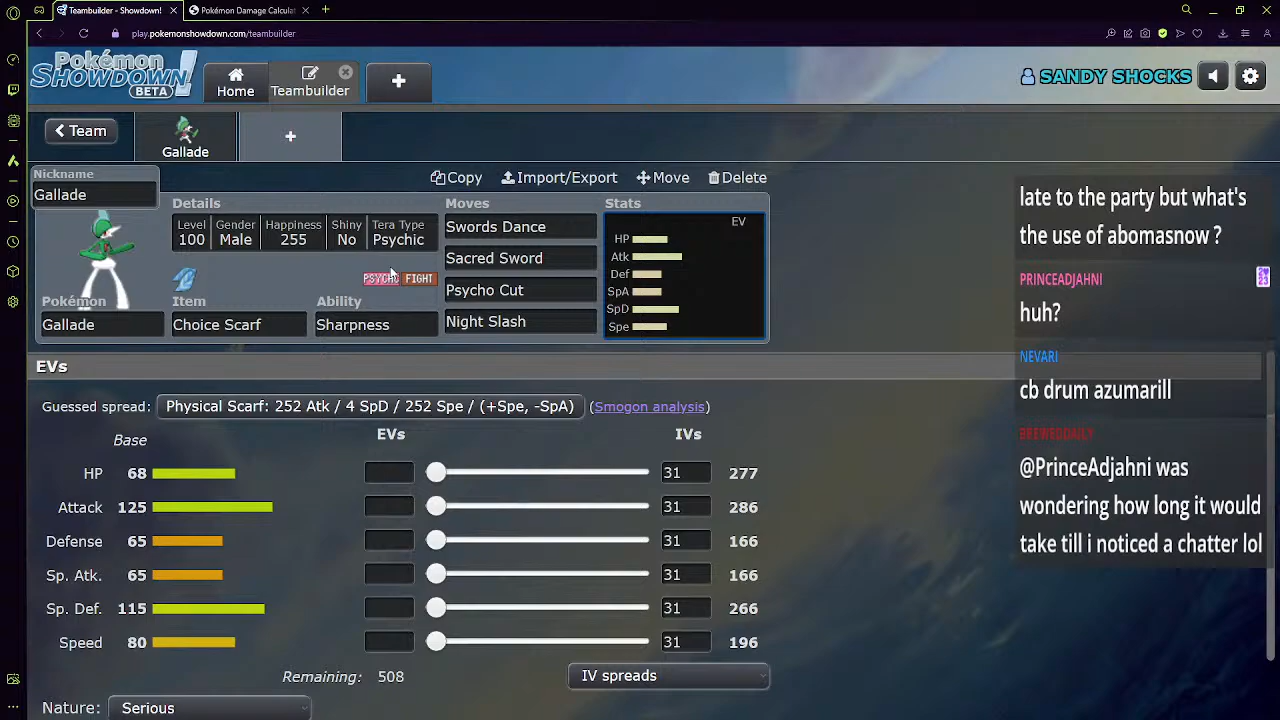 Teambuilder - Showdown!
Pokémon Damage Calculat
play.pokemonshowdown.com/teambuilder
Pokémon
Showdown!
BETA
Home
Teambuilder
SANDY SHOCKS
< Team
Gallade
Nickname
Gallade
Copy
Import/Export
Move
Delete
Details
Level
100
Gender
Male
Happiness
255
Shiny
No
Tera Type
Psychic
PSYCHC
FIGHT
Pokémon
Gallade
Item
Choice Scarf
Ability
Sharpness
Moves
Swords Dance
Sacred Sword
Psycho Cut
Night Slash
Stats
EV
HP
Atk
Def
SpA
SpD
Spe
EVs
Guessed spread: Physical Scarf: 252 Atk / 4 SpD / 252 Spe / (+Spe, -SpA) (Smogon analysis)
Base EVs IVs
HP 68 31 277
Attack 125 31 286
Defense 65 31 166
Sp. Atk. 65 31 166
Sp. Def. 115 31 266
Speed 80 31 196
Remaining: 508
IV spreads
Nature: Serious
late to the party but what's
the use of abomasnow ?
PRINCEADJAHNI
huh?
NEVARI
cb drum azumarill
BREWEDDAILY
@PrinceAdjahni was
wondering how long it would
take till i noticed a chatter lol